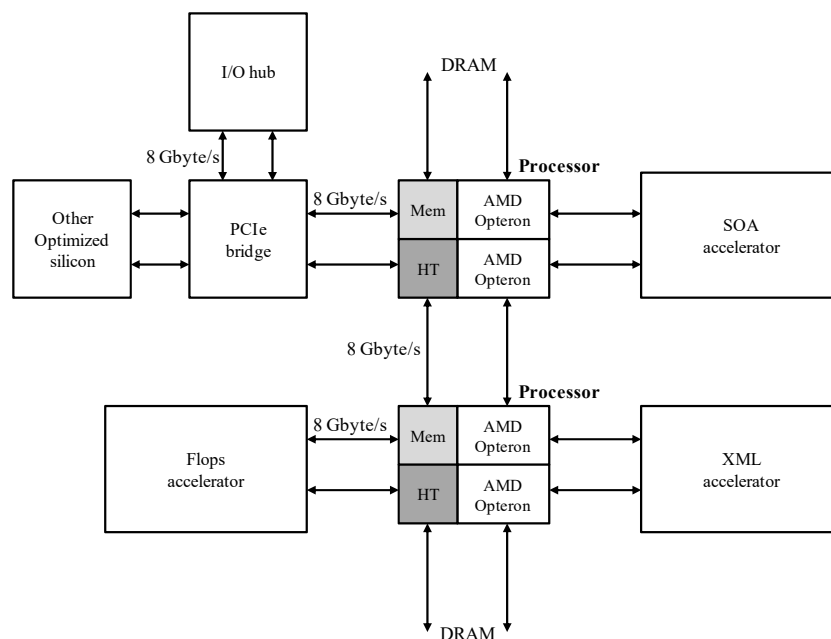 I/O hub
DRAM
8 Gbyte/s
Processor
Other
Optimized
silicon
PCIe
bridge
8 Gbyte/s
Mem
AMD
Opteron
SOA
accelerator
HT
AMD
Opteron
8 Gbyte/s
Processor
Flops
accelerator
8 Gbyte/s
Mem
AMD
Opteron
XML
accelerator
HT
AMD
Opteron
DRAM